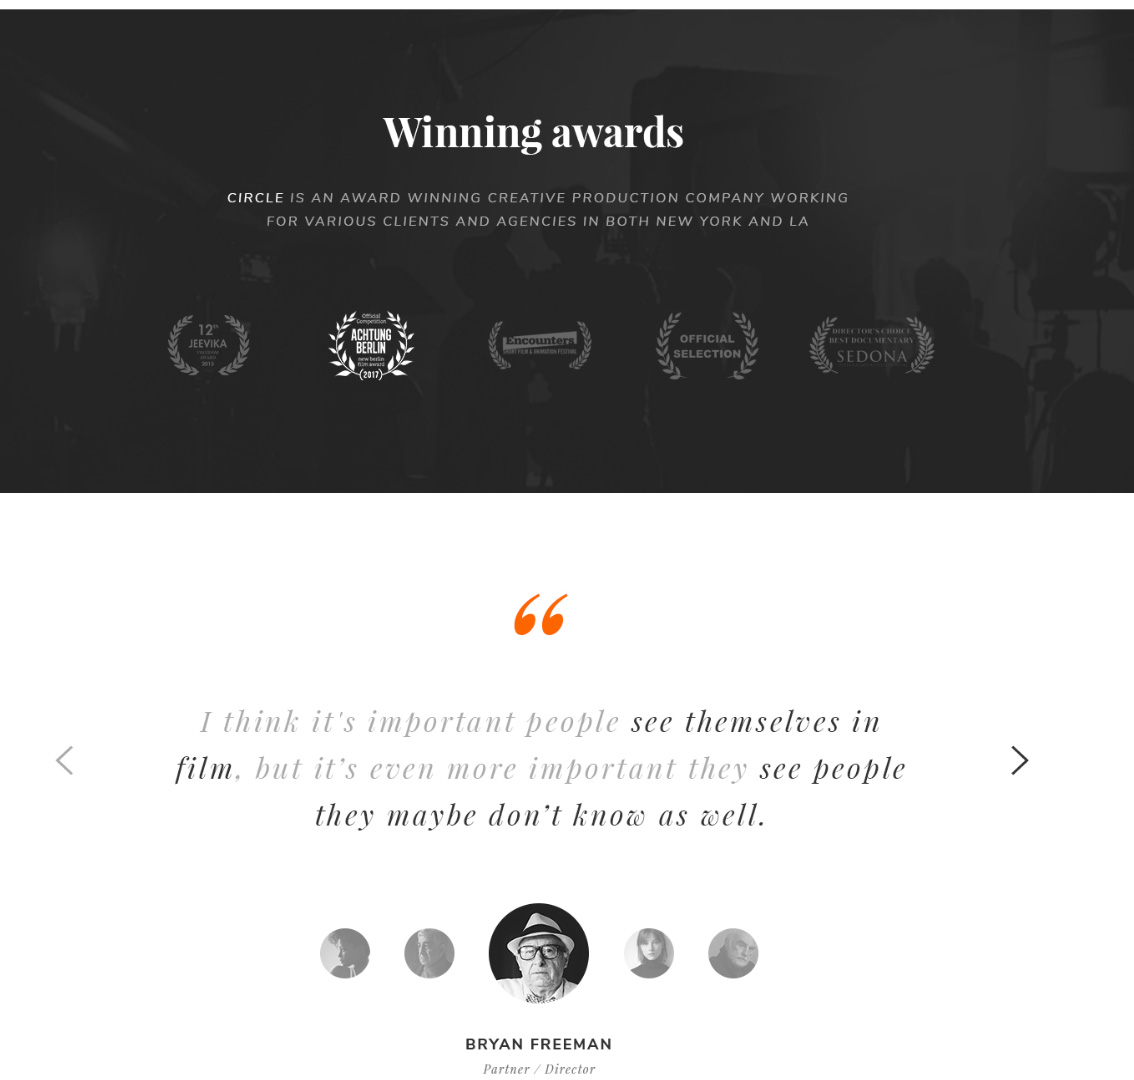 Winning awards
CIRCLE IS AN AWARD WINNING CREATIVE PRODUCTION COMPANY WORKING
FOR VARIOUS CLIENTS AND AGENCIES IN BOTH NEW YORK AND LA
12th
JEEVIKA
FREEDOM
AWARD
2015
Official
Competition
ACHTUNG
BERLIN
new berlin
film award
(2017)
Encounters
SHORT FILM & ANIMATION FESTIVAL
OFFICIAL
SELECTION
DIRECTOR'S CHOICE
BEST DOCUMENTARY
SEDONA
“
I think it's important people see themselves in
film, but it’s even more important they see people
they maybe don’t know as well.
BRYAN FREEMAN
Partner / Director